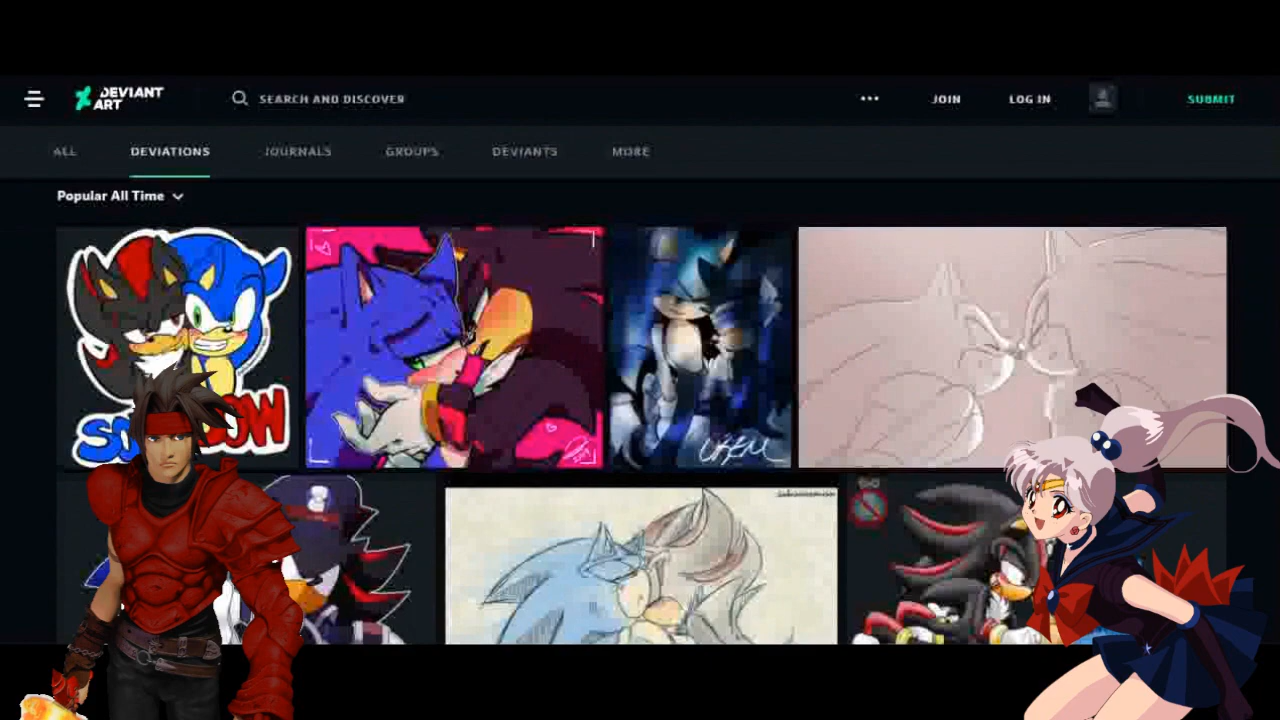 DEVIANT
ART
SEARCH AND DISCOVER
JOIN
LOG IN
SUBMIT
ALL
DEVIATIONS
JOURNALS
GROUPS
DEVIANTS
MORE
Popular All Time